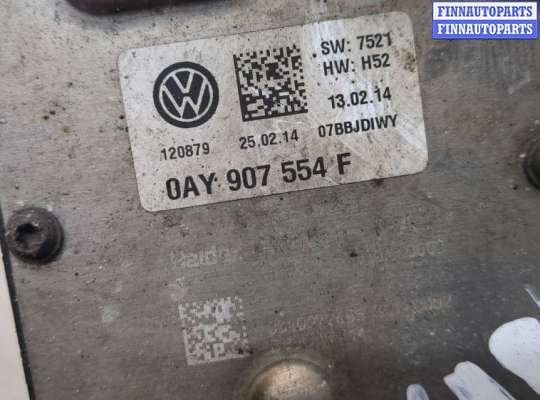 FINNAUTOPARTS
FINNAUTOPARTS
SW: 7521
HW: H52
13.02.14
120879 25.02.14 07BBJDIWY
0AY 907 554 F